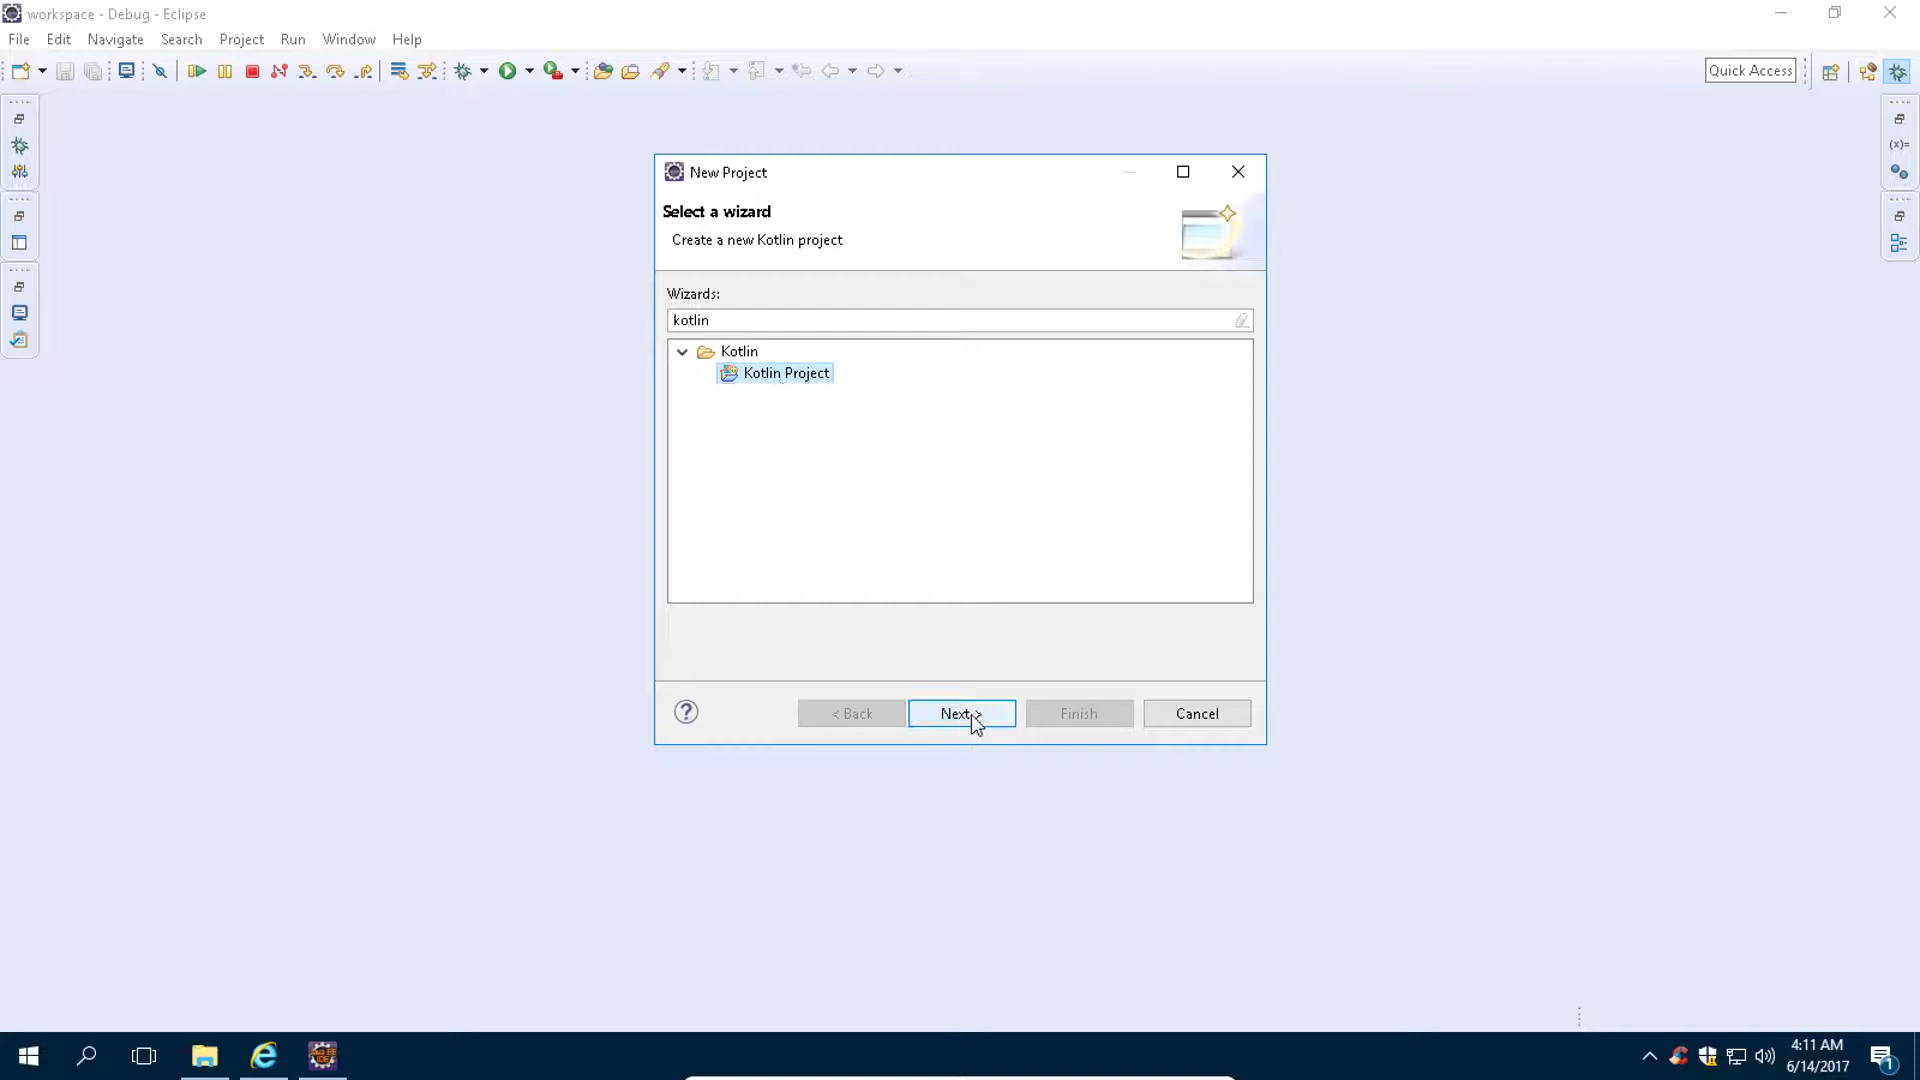 workspace - Debug - Eclipse
File Edit Navigate Search Project Run Window Help
Quick Access
(x)=
New Project
Select a wizard
Create a new Kotlin project
Wizards:
kotlin
Kotlin
Kotlin Project
?
< Back Next > Finish Cancel
4:11 AM
6/14/2017
1